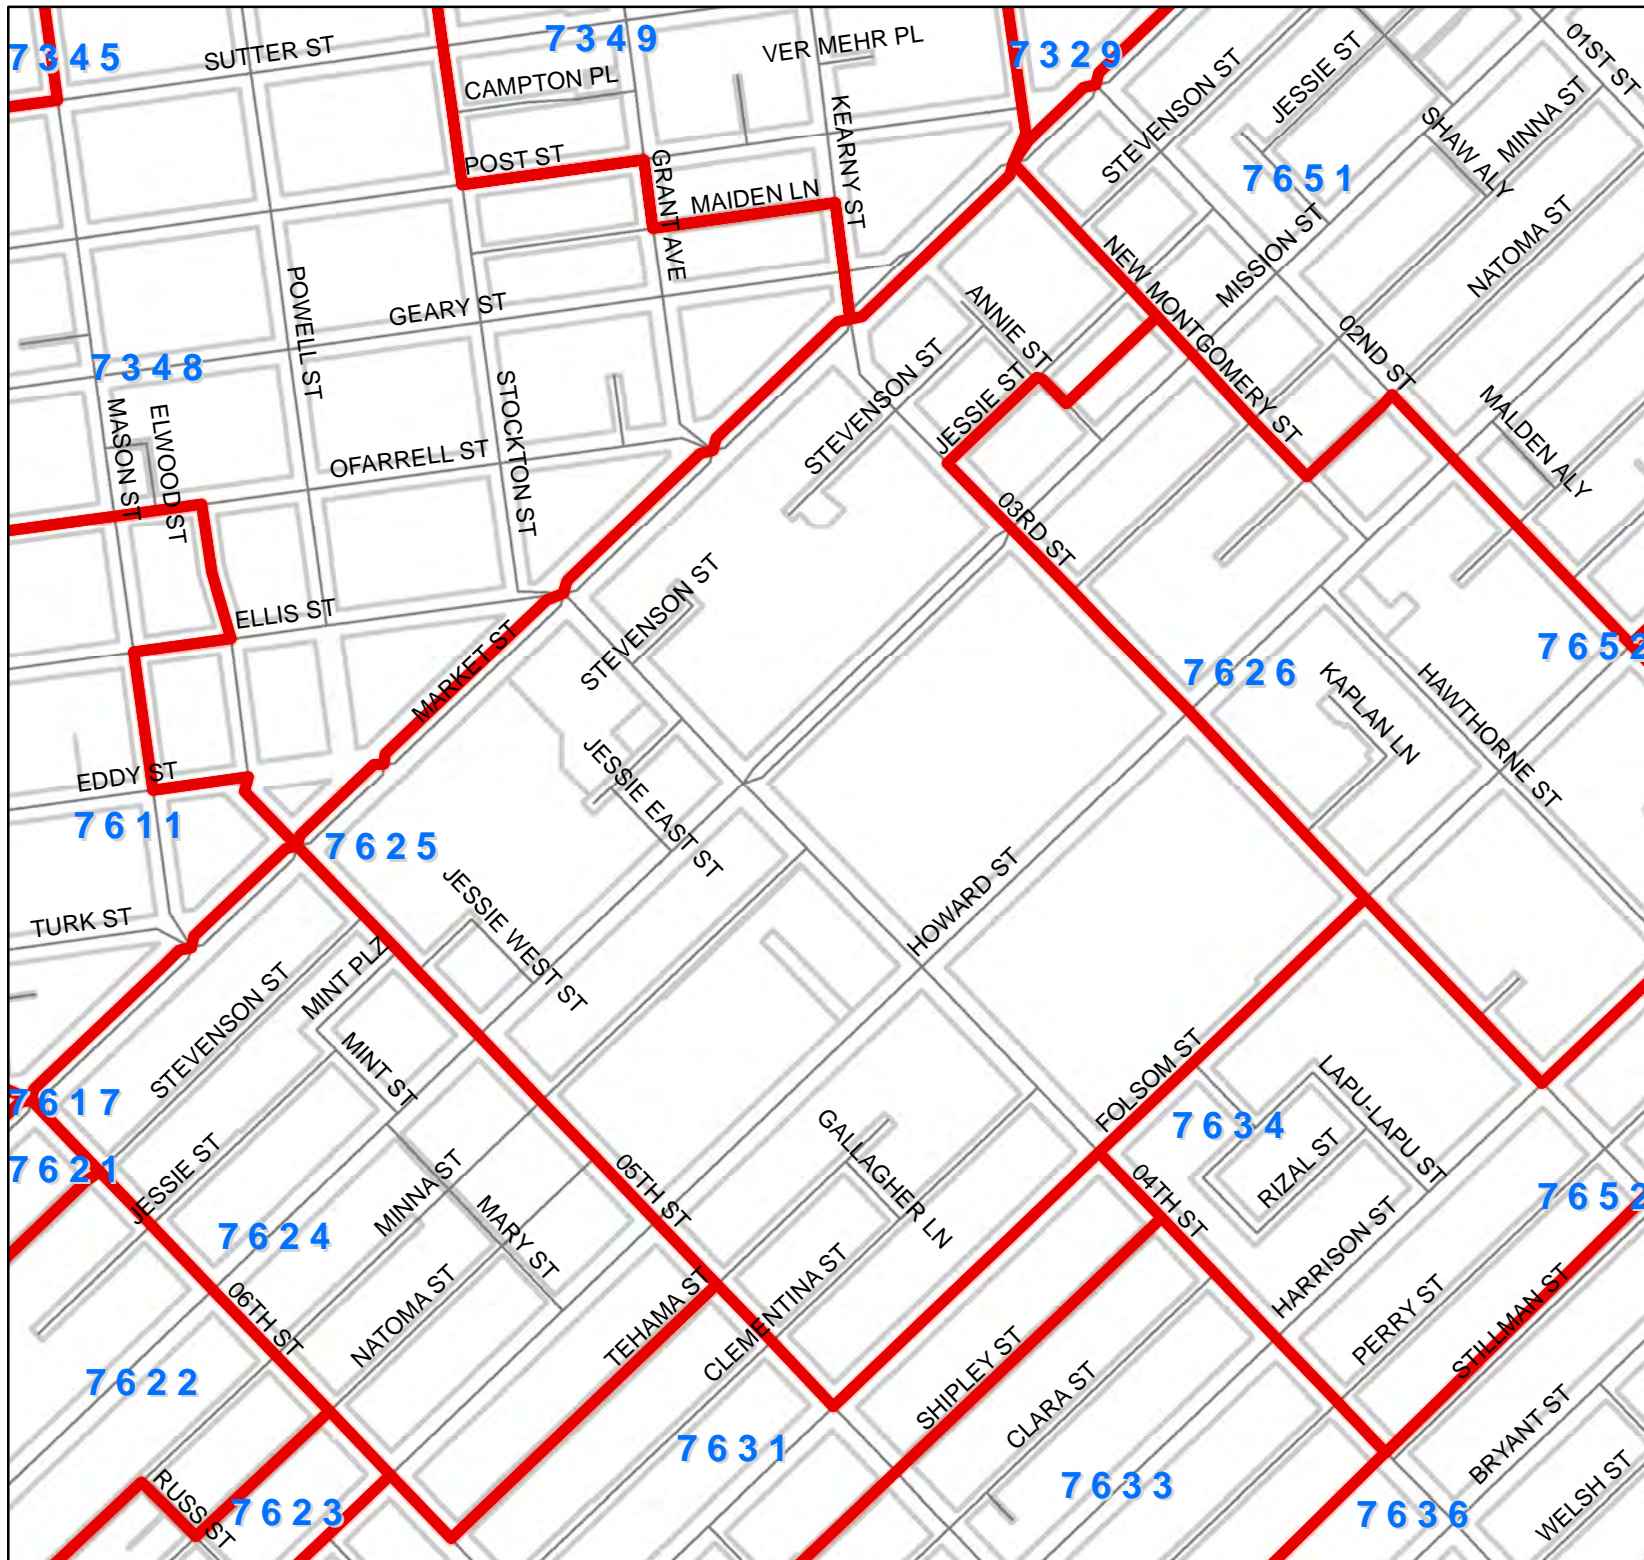 7345
SUTTER ST
7349
VER MEHR PL
7329
01ST ST
CAMPTON PL
STEVENSON ST
JESSIE ST
SHAW ALY
MINNA ST
KEARNY ST
POST ST
GRANT AVE
MAIDEN LN
7651
NATOMA ST
MISSION ST
NEW MONTGOMERY ST
POWELL ST
GEARY ST
ANNIE ST
02ND ST
7348
STEVENSON ST
JESSIE ST
MASON ST
ELWOOD ST
STOCKTON ST
MALDEN ALY
OFARRELL ST
03RD ST
STEVENSON ST
ELLIS ST
MARKET ST
7626
7652
KAPLAN LN
HAWTHORNE ST
EDDY ST
JESSIE EAST ST
7611
7625
JESSIE WEST ST
HOWARD ST
TURK ST
MINT PLZ
STEVENSON ST
MINT ST
FOLSOM ST
LAPU-LAPU ST
7617
7634
GALLAGHER LN
7621
JESSIE ST
MINNA ST
05TH ST
04TH ST
RIZAL ST
7652
7624
MARY ST
HARRISON ST
NATOMA ST
06TH ST
TEHAMA ST
CLEMENTINA ST
PERRY ST
STILLMAN ST
7622
SHIPLEY ST
CLARA ST
BRYANT ST
7631
7633
RUSS ST
7623
7636
WELSH ST